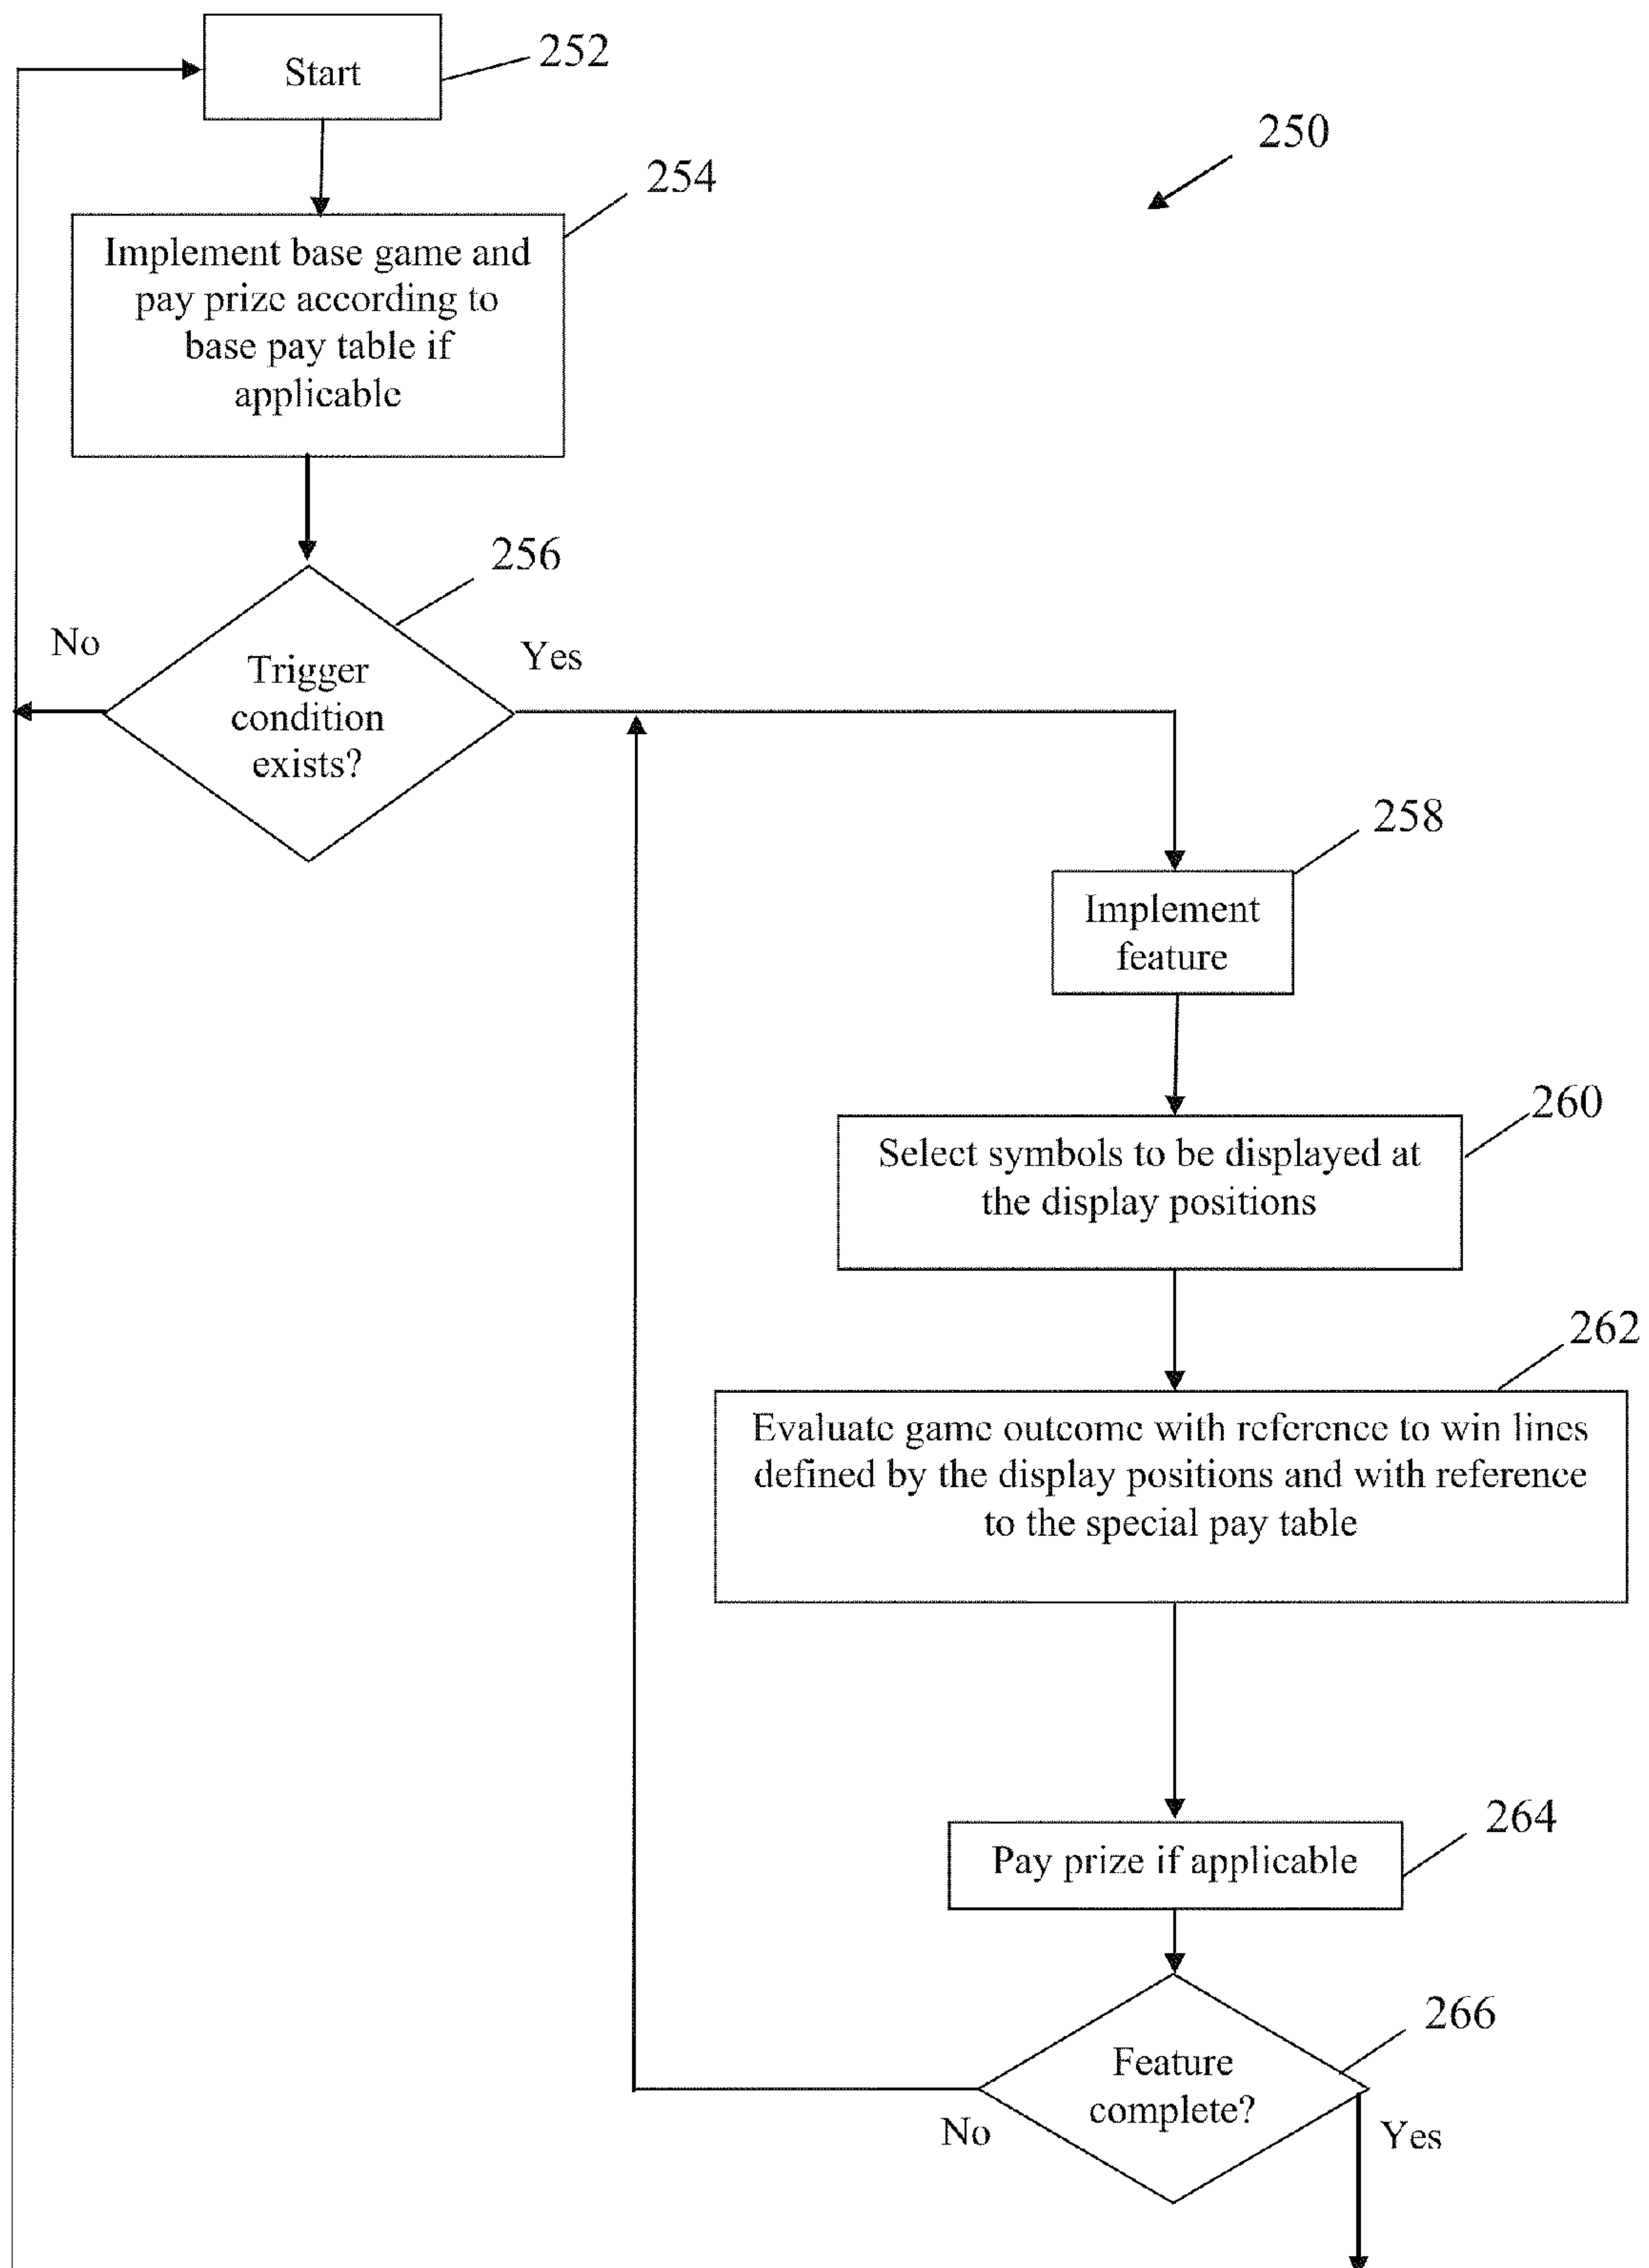 Start
252
250
254
Implement base game and
pay prize according to
base pay table if
applicable
256
No
Yes
Trigger
condition
exists?
258
Implement
feature
260
Select symbols to be displayed at
the display positions
262
Evaluate game outcome with reference to win lines
defined by the display positions and with reference
to the special pay table
264
Pay prize if applicable
266
Feature
complete?
No
Yes